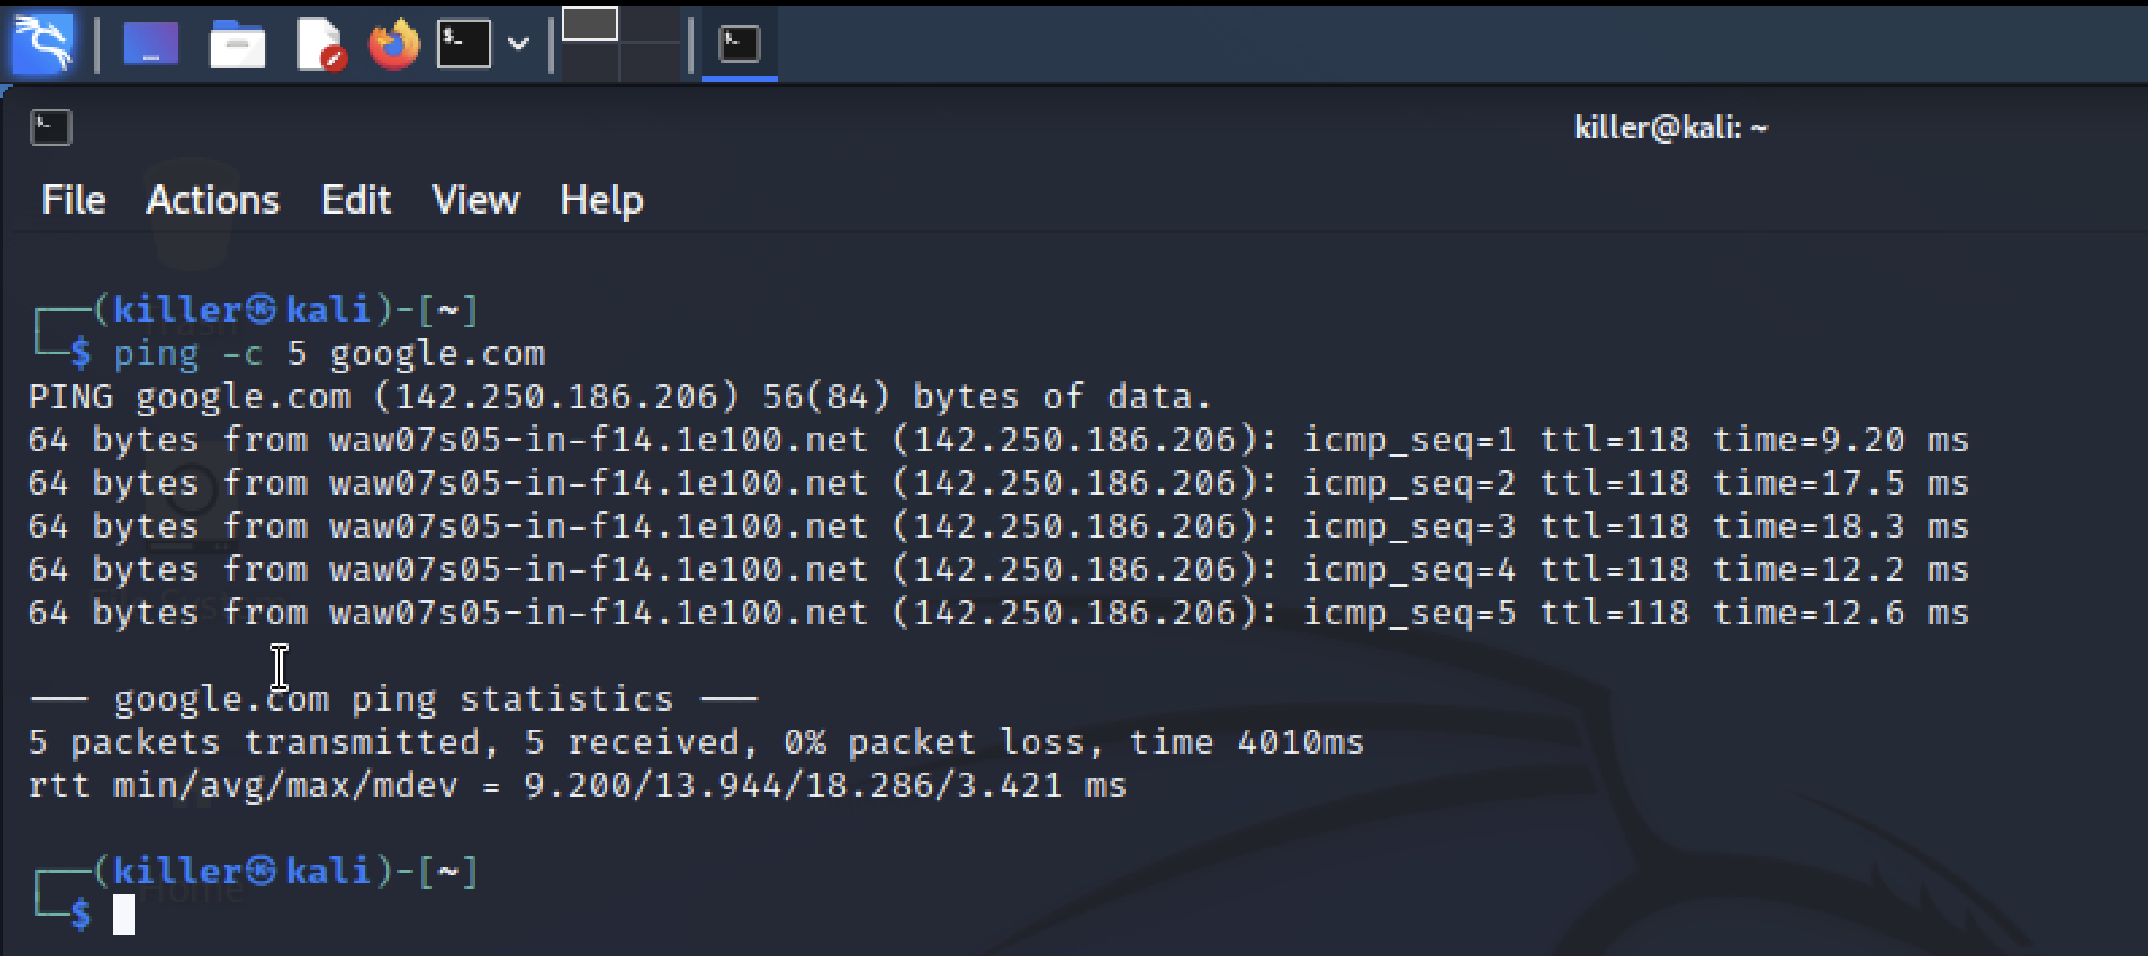 killer@kali: ~
File Actions Edit View Help
┌──(killer㉿kali)-[~]
└─$ ping -c 5 google.com
PING google.com (142.250.186.206) 56(84) bytes of data.
64 bytes from waw07s05-in-f14.1e100.net (142.250.186.206): icmp_seq=1 ttl=118 time=9.20 ms
64 bytes from waw07s05-in-f14.1e100.net (142.250.186.206): icmp_seq=2 ttl=118 time=17.5 ms
64 bytes from waw07s05-in-f14.1e100.net (142.250.186.206): icmp_seq=3 ttl=118 time=18.3 ms
64 bytes from waw07s05-in-f14.1e100.net (142.250.186.206): icmp_seq=4 ttl=118 time=12.2 ms
64 bytes from waw07s05-in-f14.1e100.net (142.250.186.206): icmp_seq=5 ttl=118 time=12.6 ms
--- google.com ping statistics ---
5 packets transmitted, 5 received, 0% packet loss, time 4010ms
rtt min/avg/max/mdev = 9.200/13.944/18.286/3.421 ms
┌──(killer㉿kali)-[~]
└─$
Trash
File System
Home